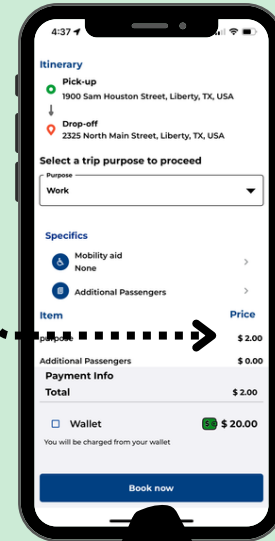 4:37
Itinerary
Pick-up
1900 Sam Houston Street, Liberty, TX, USA
Drop-off
2325 North Main Street, Liberty, TX, USA
Select a trip purpose to proceed
Purpose
Work
Specifics
Mobility aid
None
Additional Passengers
Item Price
purpose $ 2.00
Additional Passengers $ 0.00
Payment Info
Total $ 2.00
Wallet $ 20.00
You will be charged from your wallet
Book now